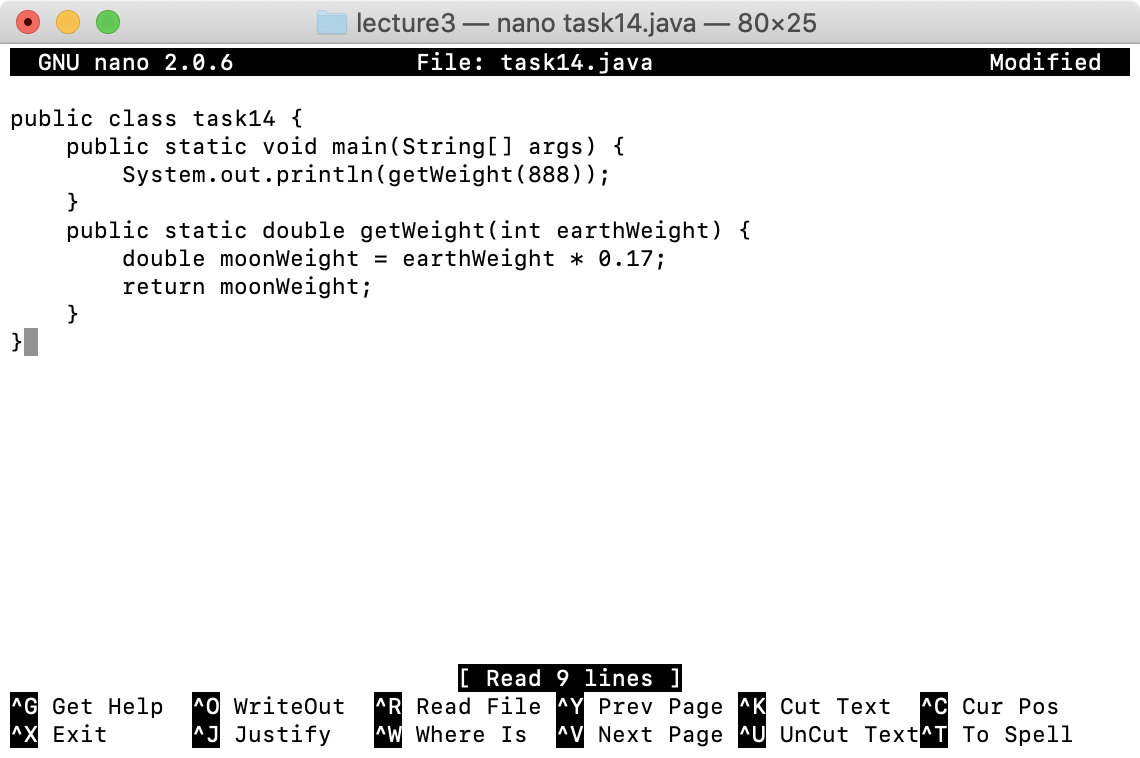 lecture3 — nano task14.java — 80×25
GNU nano 2.0.6 File: task14.java Modified
public class task14 {
    public static void main(String[] args) {
        System.out.println(getWeight(888));
    }
    public static double getWeight(int earthWeight) {
        double moonWeight = earthWeight * 0.17;
        return moonWeight;
    }
}
[ Read 9 lines ]
^G Get Help ^O WriteOut ^R Read File ^Y Prev Page ^K Cut Text ^C Cur Pos
^X Exit ^J Justify ^W Where Is ^V Next Page ^U UnCut Text ^T To Spell